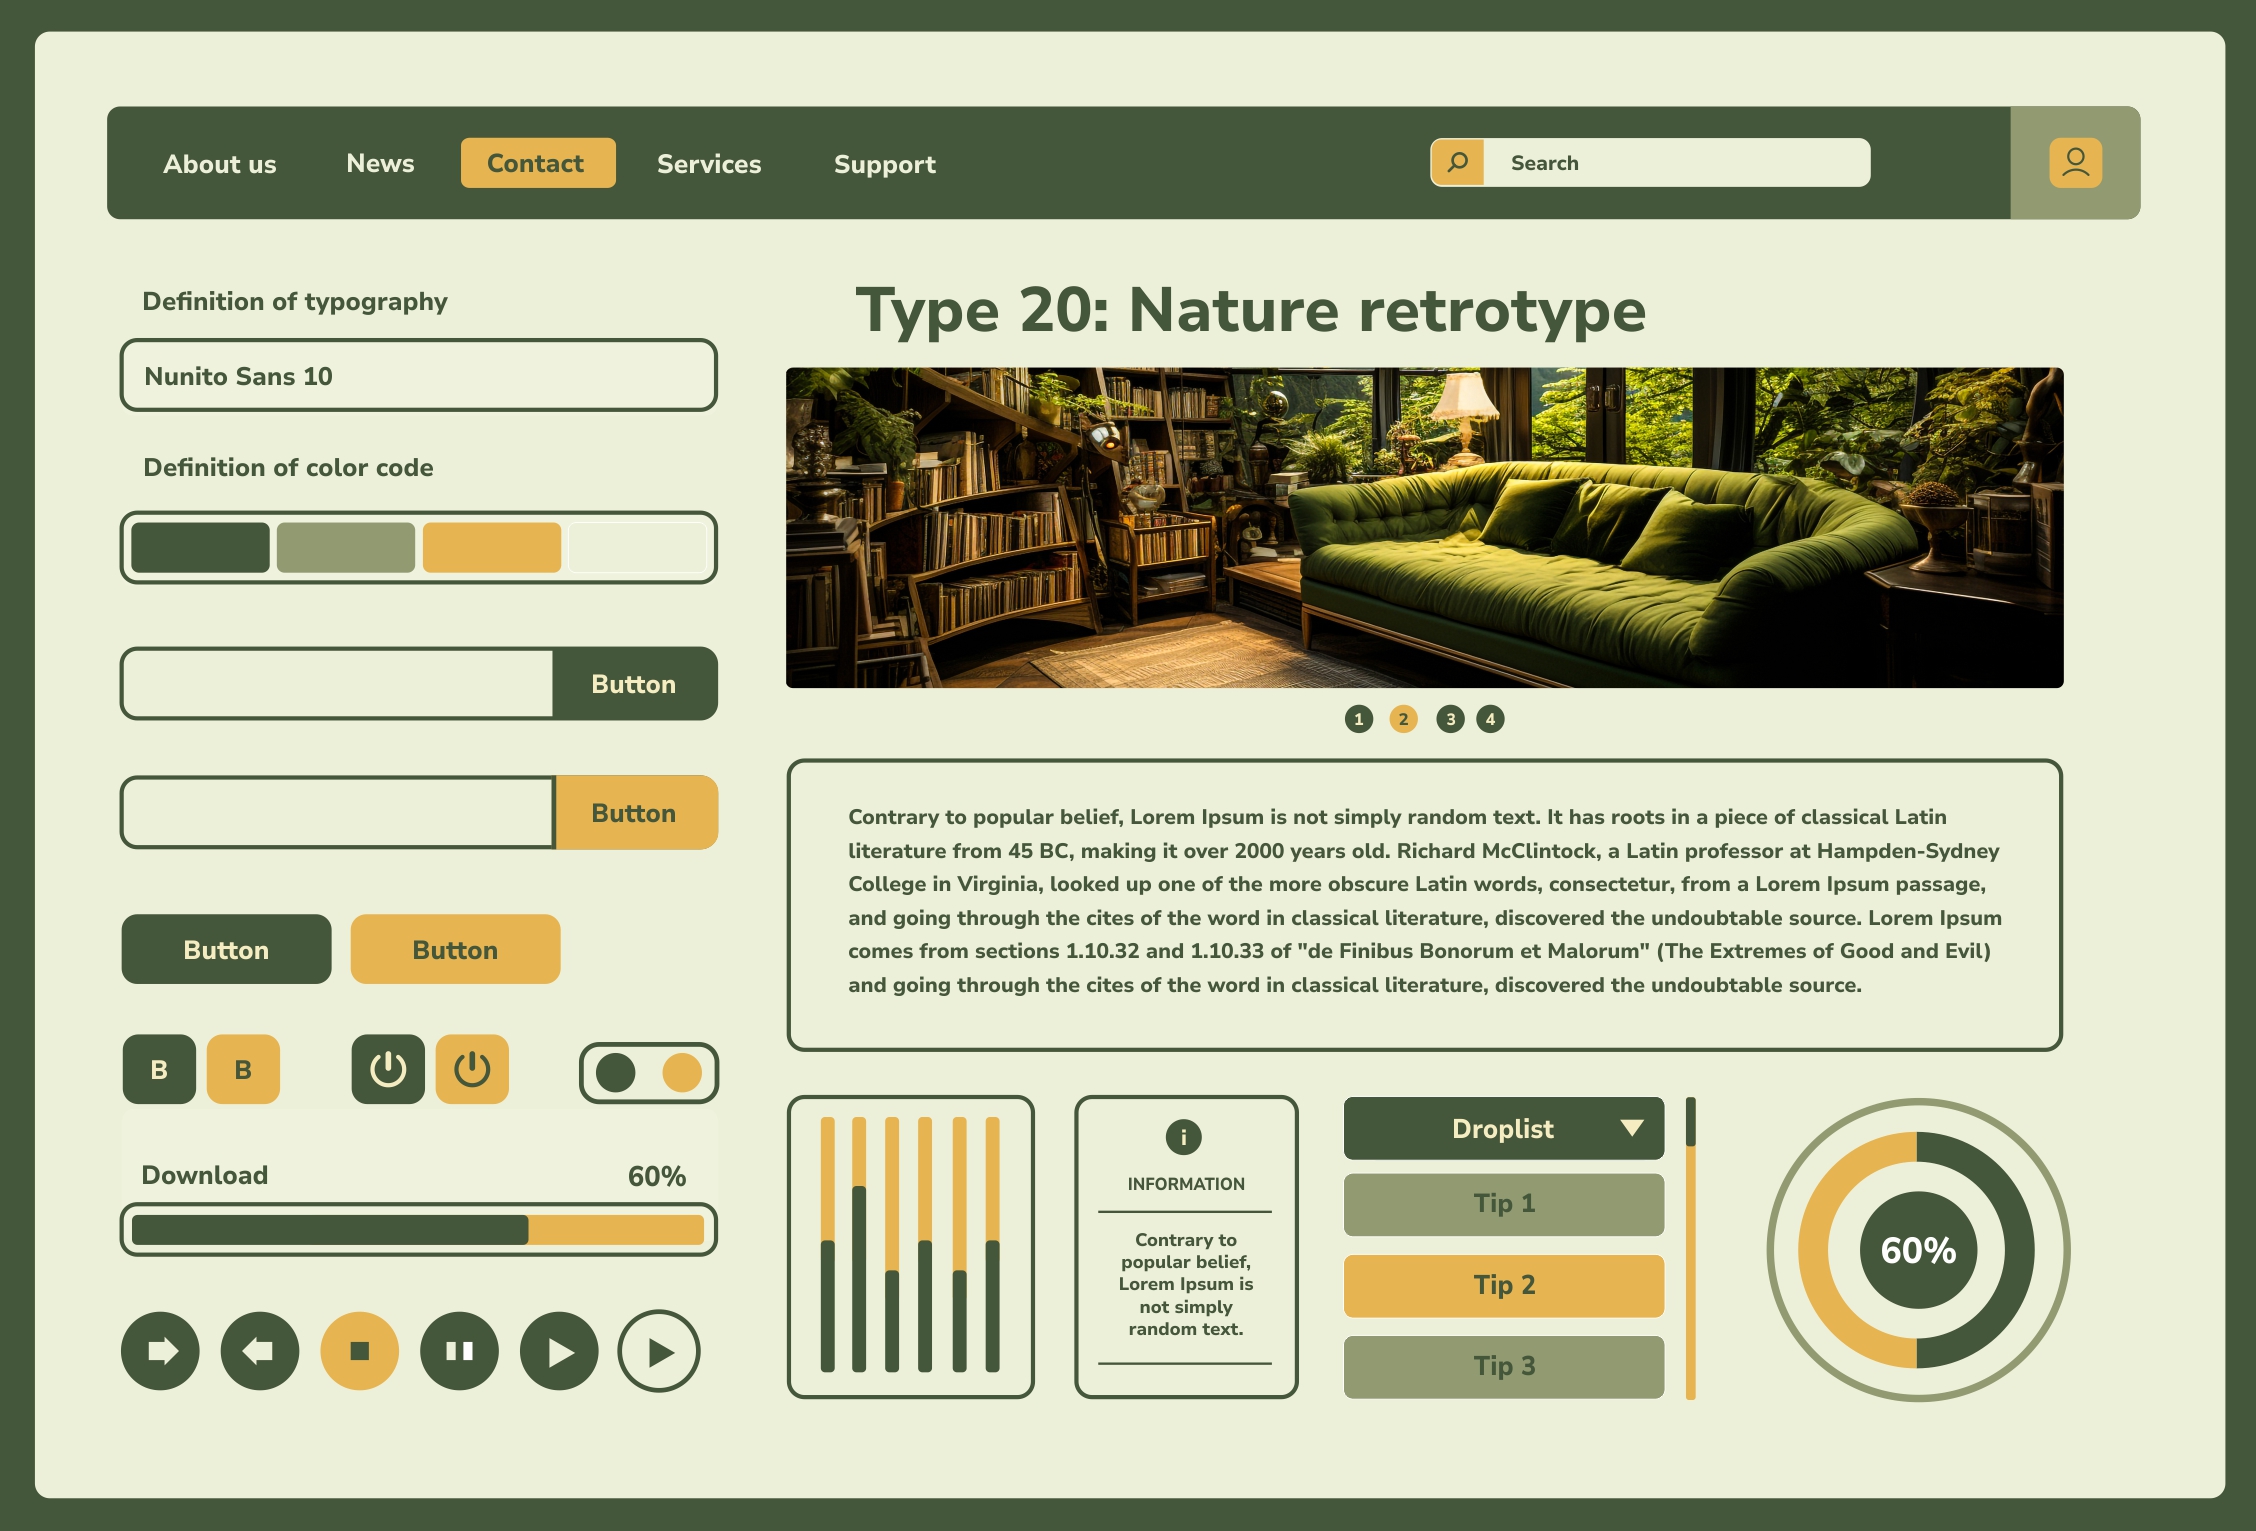 About us
News
Contact
Services
Support
Search
Definition of typography
Nunito Sans 10
Definition of color code
Button
Button
Button
Button
B
B
Download
60%
Type 20: Nature retrotype
1
2
3
4
Contrary to popular belief, Lorem Ipsum is not simply random text. It has roots in a piece of classical Latin
literature from 45 BC, making it over 2000 years old. Richard McClintock, a Latin professor at Hampden-Sydney
College in Virginia, looked up one of the more obscure Latin words, consectetur, from a Lorem Ipsum passage,
and going through the cites of the word in classical literature, discovered the undoubtable source. Lorem Ipsum
comes from sections 1.10.32 and 1.10.33 of "de Finibus Bonorum et Malorum" (The Extremes of Good and Evil)
and going through the cites of the word in classical literature, discovered the undoubtable source.
i
INFORMATION
Contrary to
popular belief,
Lorem Ipsum is
not simply
random text.
Droplist
Tip 1
Tip 2
Tip 3
60%